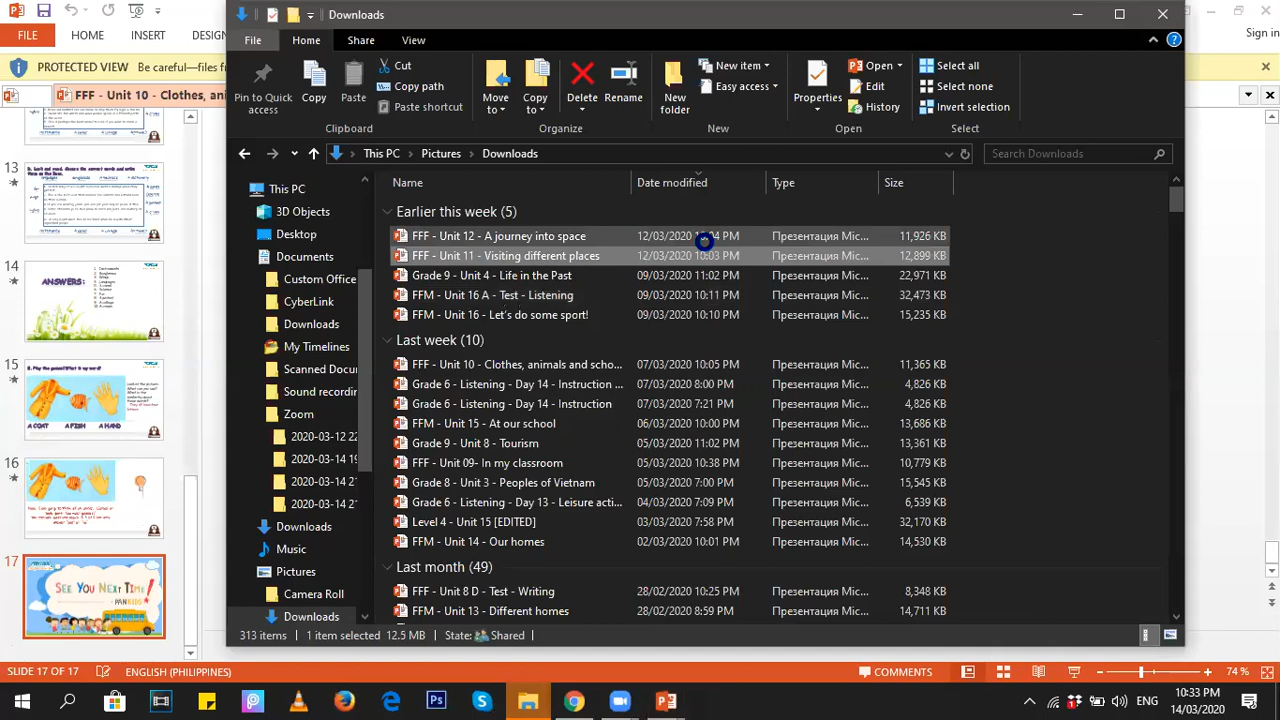 Downloads
Sign in
FILE
HOME
INSERT
DESIGN
File
Home
Share
View
PROTECTED VIEW Be careful—files f
Pin to Quick access
Copy
Paste
Cut
Copy path
Paste shortcut
Move to
Copy to
Delete
Rename
New folder
New item
Easy access
Properties
Open
Edit
History
Select all
Select none
Invert selection
Clipboard
Organize
New
Open
Select
FFF - Unit 10 - Clothes, ani
This PC
Pictures
Downloads
Search Downloads
Name
Date modified
Type
Size
This PC
3D Objects
Desktop
Documents
Custom Office
CyberLink
Downloads
My Timelines
Scanned Docu
Sound recordin
Zoom
2020-03-12 22
2020-03-14 19
2020-03-14 2
2020-03-14 2
Downloads
Music
Pictures
Camera Roll
Downloads
Earlier this week (5)
FFF - Unit 12 - A journey into space 12/03/2020 PM Презентация Mic... 11,926 KB
FFF - Unit 11 - Visiting different places 12/03/2020 10:03 PM Презентация Mic... 12,899 KB
Grade 9 - Unit 4 - Life in the Past 09/03/2020 11:02 PM Презентация Mic... 22,971 KB
FFM - Unit 16 A - Test - Listening 09/03/2020 10:11 PM Презентация Mic... 32,473 KB
FFM - Unit 16 - Let's do some sport! 09/03/2020 10:10 PM Презентация Mic... 15,235 KB
Last week (10)
FFF - Unit 10 - Clothes, animals and scho... 07/03/2020 10:05 PM Презентация Mic... 11,365 KB
Grade 6 - Listening - Day 14 - Instruction ... 07/03/2020 8:00 PM Презентация Mic... 4,826 KB
Grade 6 - Listening - Day 14 - Instruction 07/03/2020 7:21 PM Презентация Mic... 4,826 KB
FFM - Unit 15 - At our school 06/03/2020 10:00 PM Презентация Mic... 13,686 KB
Grade 9 - Unit 8 - Tourism 05/03/2020 11:02 PM Презентация Mic... 13,361 KB
FFF - Unit 09- In my classroom 05/03/2020 10:38 PM Презентация Mic... 10,779 KB
Grade 8 - Unit 3 - Peoples of Vietnam 05/03/2020 7:00 PM Презентация Mic... 15,545 KB
Grade 6 - Listening - Day 13 - Leisure acti... 04/03/2020 7:09 PM Презентация Mic... 13,618 KB
03/03/2020 7:38 PM Презентация Mic... 32,170 KB
FFM - Unit 14 - Our homes 02/03/2020 10:01 PM Презентация Mic... 14,530 KB
Last month (49)
FFF - Unit 8 D - Test - Writing 28/02/2020 10:25 PM Презентация Mic... 8,348 KB
FFM - Unit 13 - Different homes 28/02/2020 8:59 PM Презентация Mic... 14,711 KB
313 items 1 item selected 12.5 MB State: Shared
13
14
ANSWERS:
15
A COAT
A FISH
A HAND
16
17
SEE YOU NEXT TIME!
SLIDE 17 OF 17
ENGLISH (PHILIPPINES)
COMMENTS
74 %
ENG
10:33 PM
14/03/2020